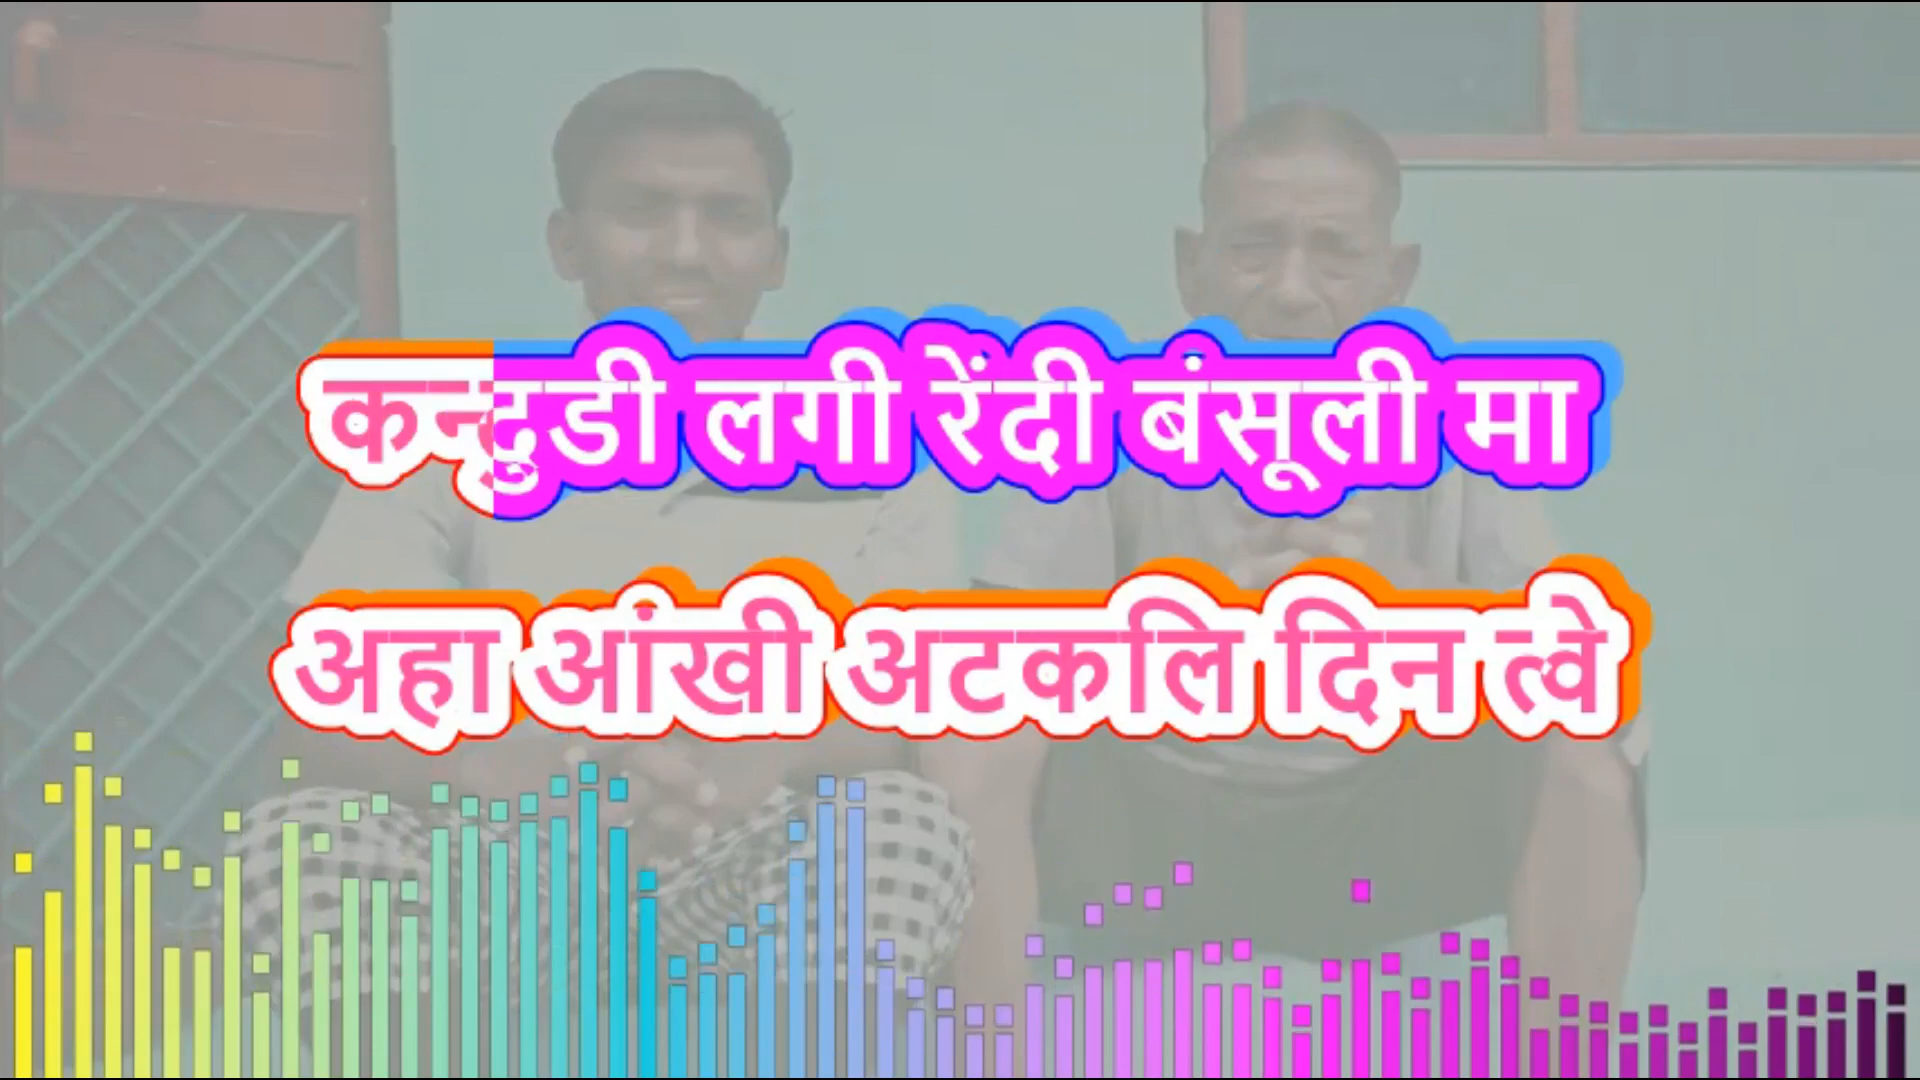 कन्दुडी लगी रेंदी बंसूली मा
अहा आंखी अटकलि दिन त्वे